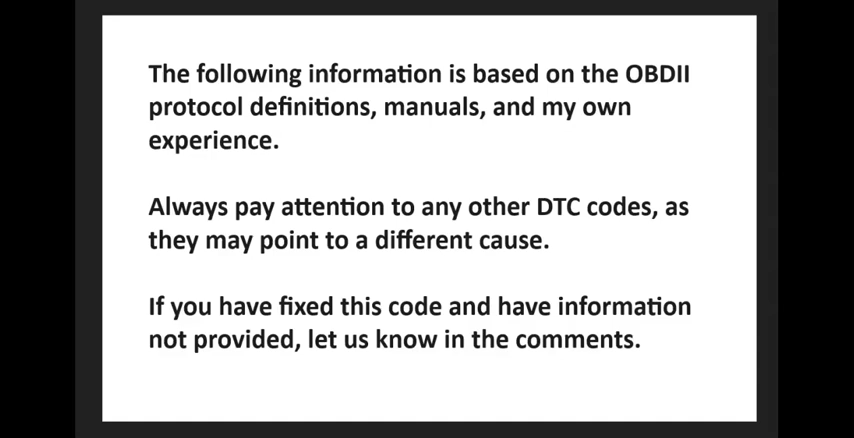 The following information is based on the OBDII
protocol definitions, manuals, and my own
experience.
Always pay attention to any other DTC codes, as
they may point to a different cause.
If you have fixed this code and have information
not provided, let us know in the comments.